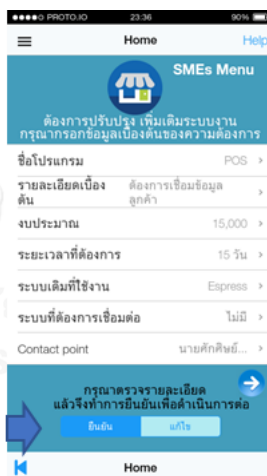 PROTO.IO 23:36 90%
Home Help
SMEs Menu
ต้องการปรับปรุง เพิ่มเติมระบบงาน
กรุณากรอกข้อมูลเบื้องต้นของความต้องการ
ชื่อโปรแกรม POS
รายละเอียดเบื้องต้น ต้องการเชื่อมข้อมูลลูกค้า
งบประมาณ 15,000
ระยะเวลาที่ต้องการ 15 วัน
ระบบเดิมที่ใช้งาน Espress
ระบบที่ต้องการเชื่อมต่อ ไม่มี
Contact point นายศักศิษย์...
กรุณาตรวจรายละเอียด
แล้วจึงทำการยืนยันเพื่อดำเนินการต่อ
ยืนยัน แก้ไข
Home